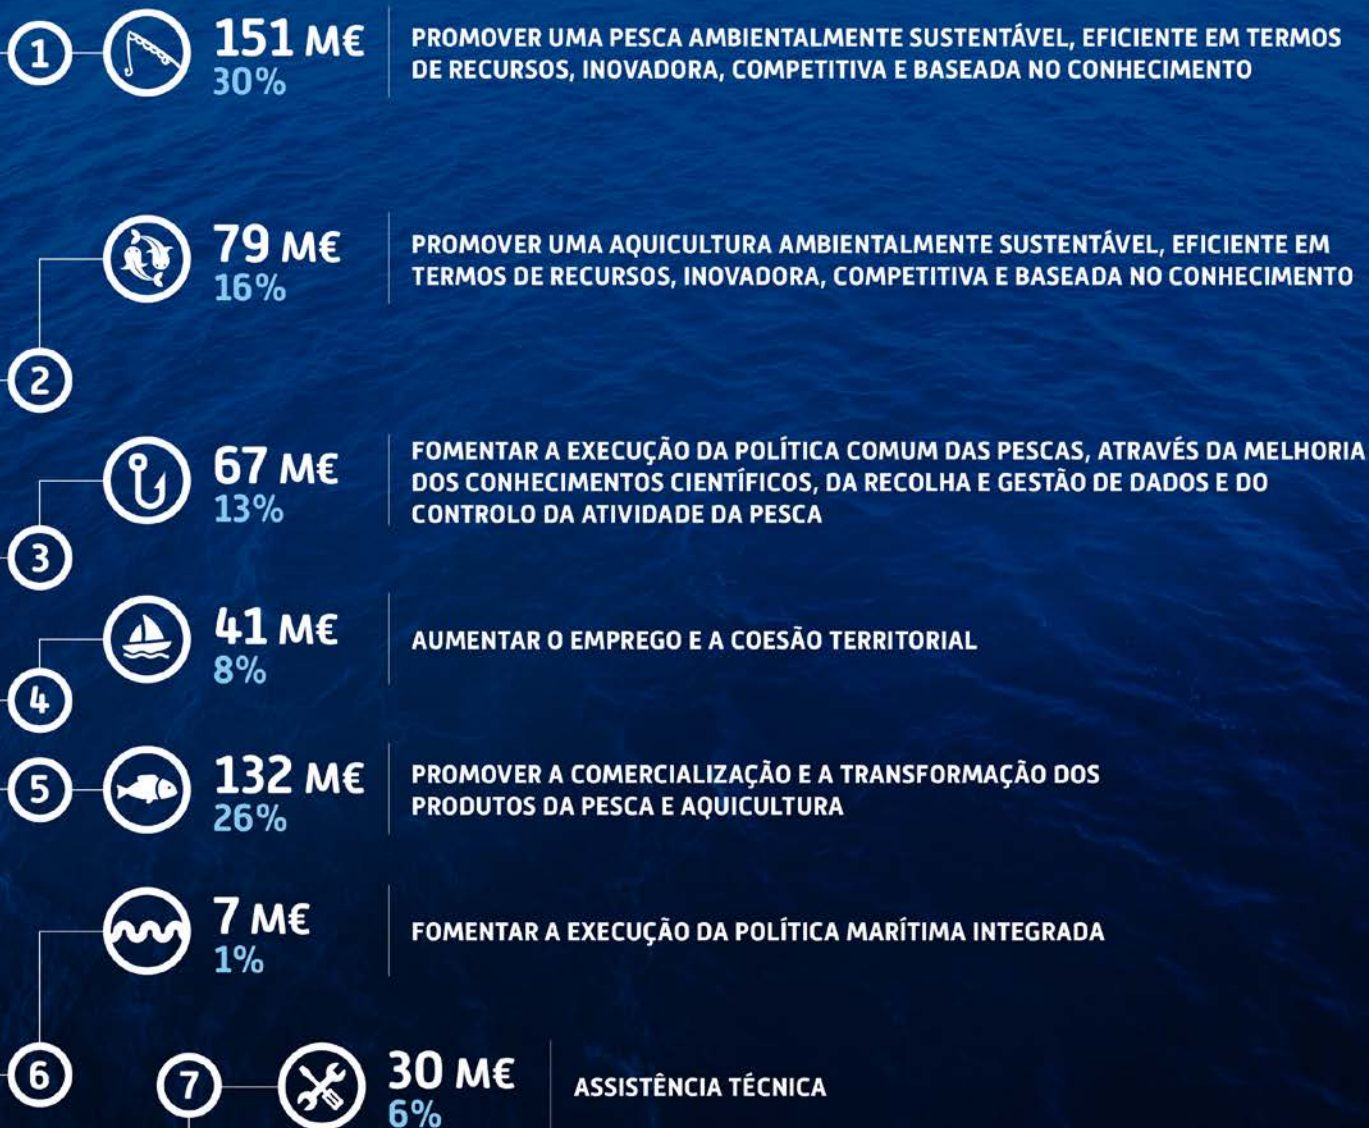 1
151 M€
30%
PROMOVER UMA PESCA AMBIENTALMENTE SUSTENTÁVEL, EFICIENTE EM TERMOS
DE RECURSOS, INOVADORA, COMPETITIVA E BASEADA NO CONHECIMENTO
79 M€
16%
PROMOVER UMA AQUICULTURA AMBIENTALMENTE SUSTENTÁVEL, EFICIENTE EM
TERMOS DE RECURSOS, INOVADORA, COMPETITIVA E BASEADA NO CONHECIMENTO
2
67 M€
13%
FOMENTAR A EXECUÇÃO DA POLÍTICA COMUM DAS PESCAS, ATRAVÉS DA MELHORIA
DOS CONHECIMENTOS CIENTÍFICOS, DA RECOLHA E GESTÃO DE DADOS E DO
CONTROLO DA ATIVIDADE DA PESCA
3
41 M€
8%
AUMENTAR O EMPREGO E A COESÃO TERRITORIAL
4
5
132 M€
26%
PROMOVER A COMERCIALIZAÇÃO E A TRANSFORMAÇÃO DOS
PRODUTOS DA PESCA E AQUICULTURA
7 M€
1%
FOMENTAR A EXECUÇÃO DA POLÍTICA MARÍTIMA INTEGRADA
6
7
30 M€
6%
ASSISTÊNCIA TÉCNICA